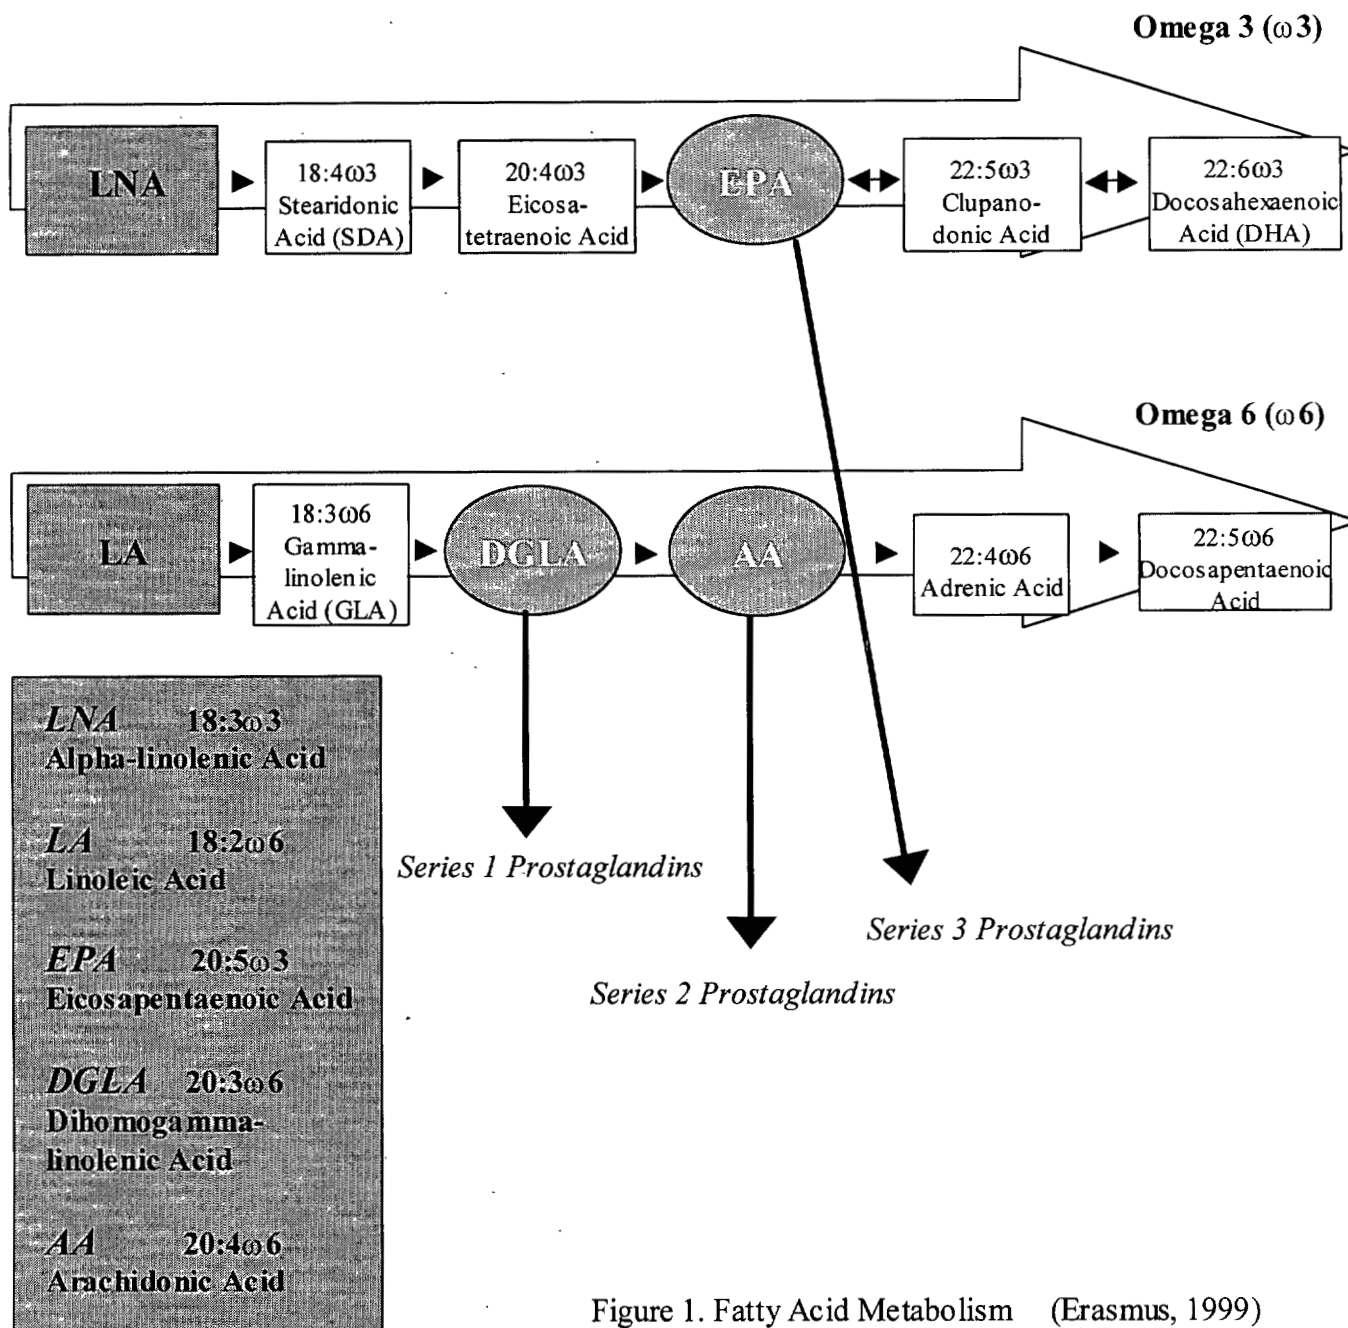 Omega 3 (ω3)
LNA
18:4ω3
Stearidonic
Acid (SDA)
20:4ω3
Eicosa-
tetraenoic Acid
EPA
22:5ω3
Clupano-
donic Acid
22:6ω3
Docosahexaenoic
Acid (DHA)
Omega 6 (ω6)
LA
18:3ω6
Gamma-
linolenic
Acid (GLA)
DGLA
AA
22:4ω6
Adrenic Acid
22:5ω6
Docosapentaenoic
Acid
LNA 18:3ω3
Alpha-linolenic Acid
LA 18:2ω6
Linoleic Acid
EPA 20:5ω3
Eicosapentaenoic Acid
DGLA 20:3ω6
Dihomogamma-
linolenic Acid
AA 20:4ω6
Arachidonic Acid
Series 1 Prostaglandins
Series 3 Prostaglandins
Series 2 Prostaglandins
Figure 1. Fatty Acid Metabolism (Erasmus, 1999)